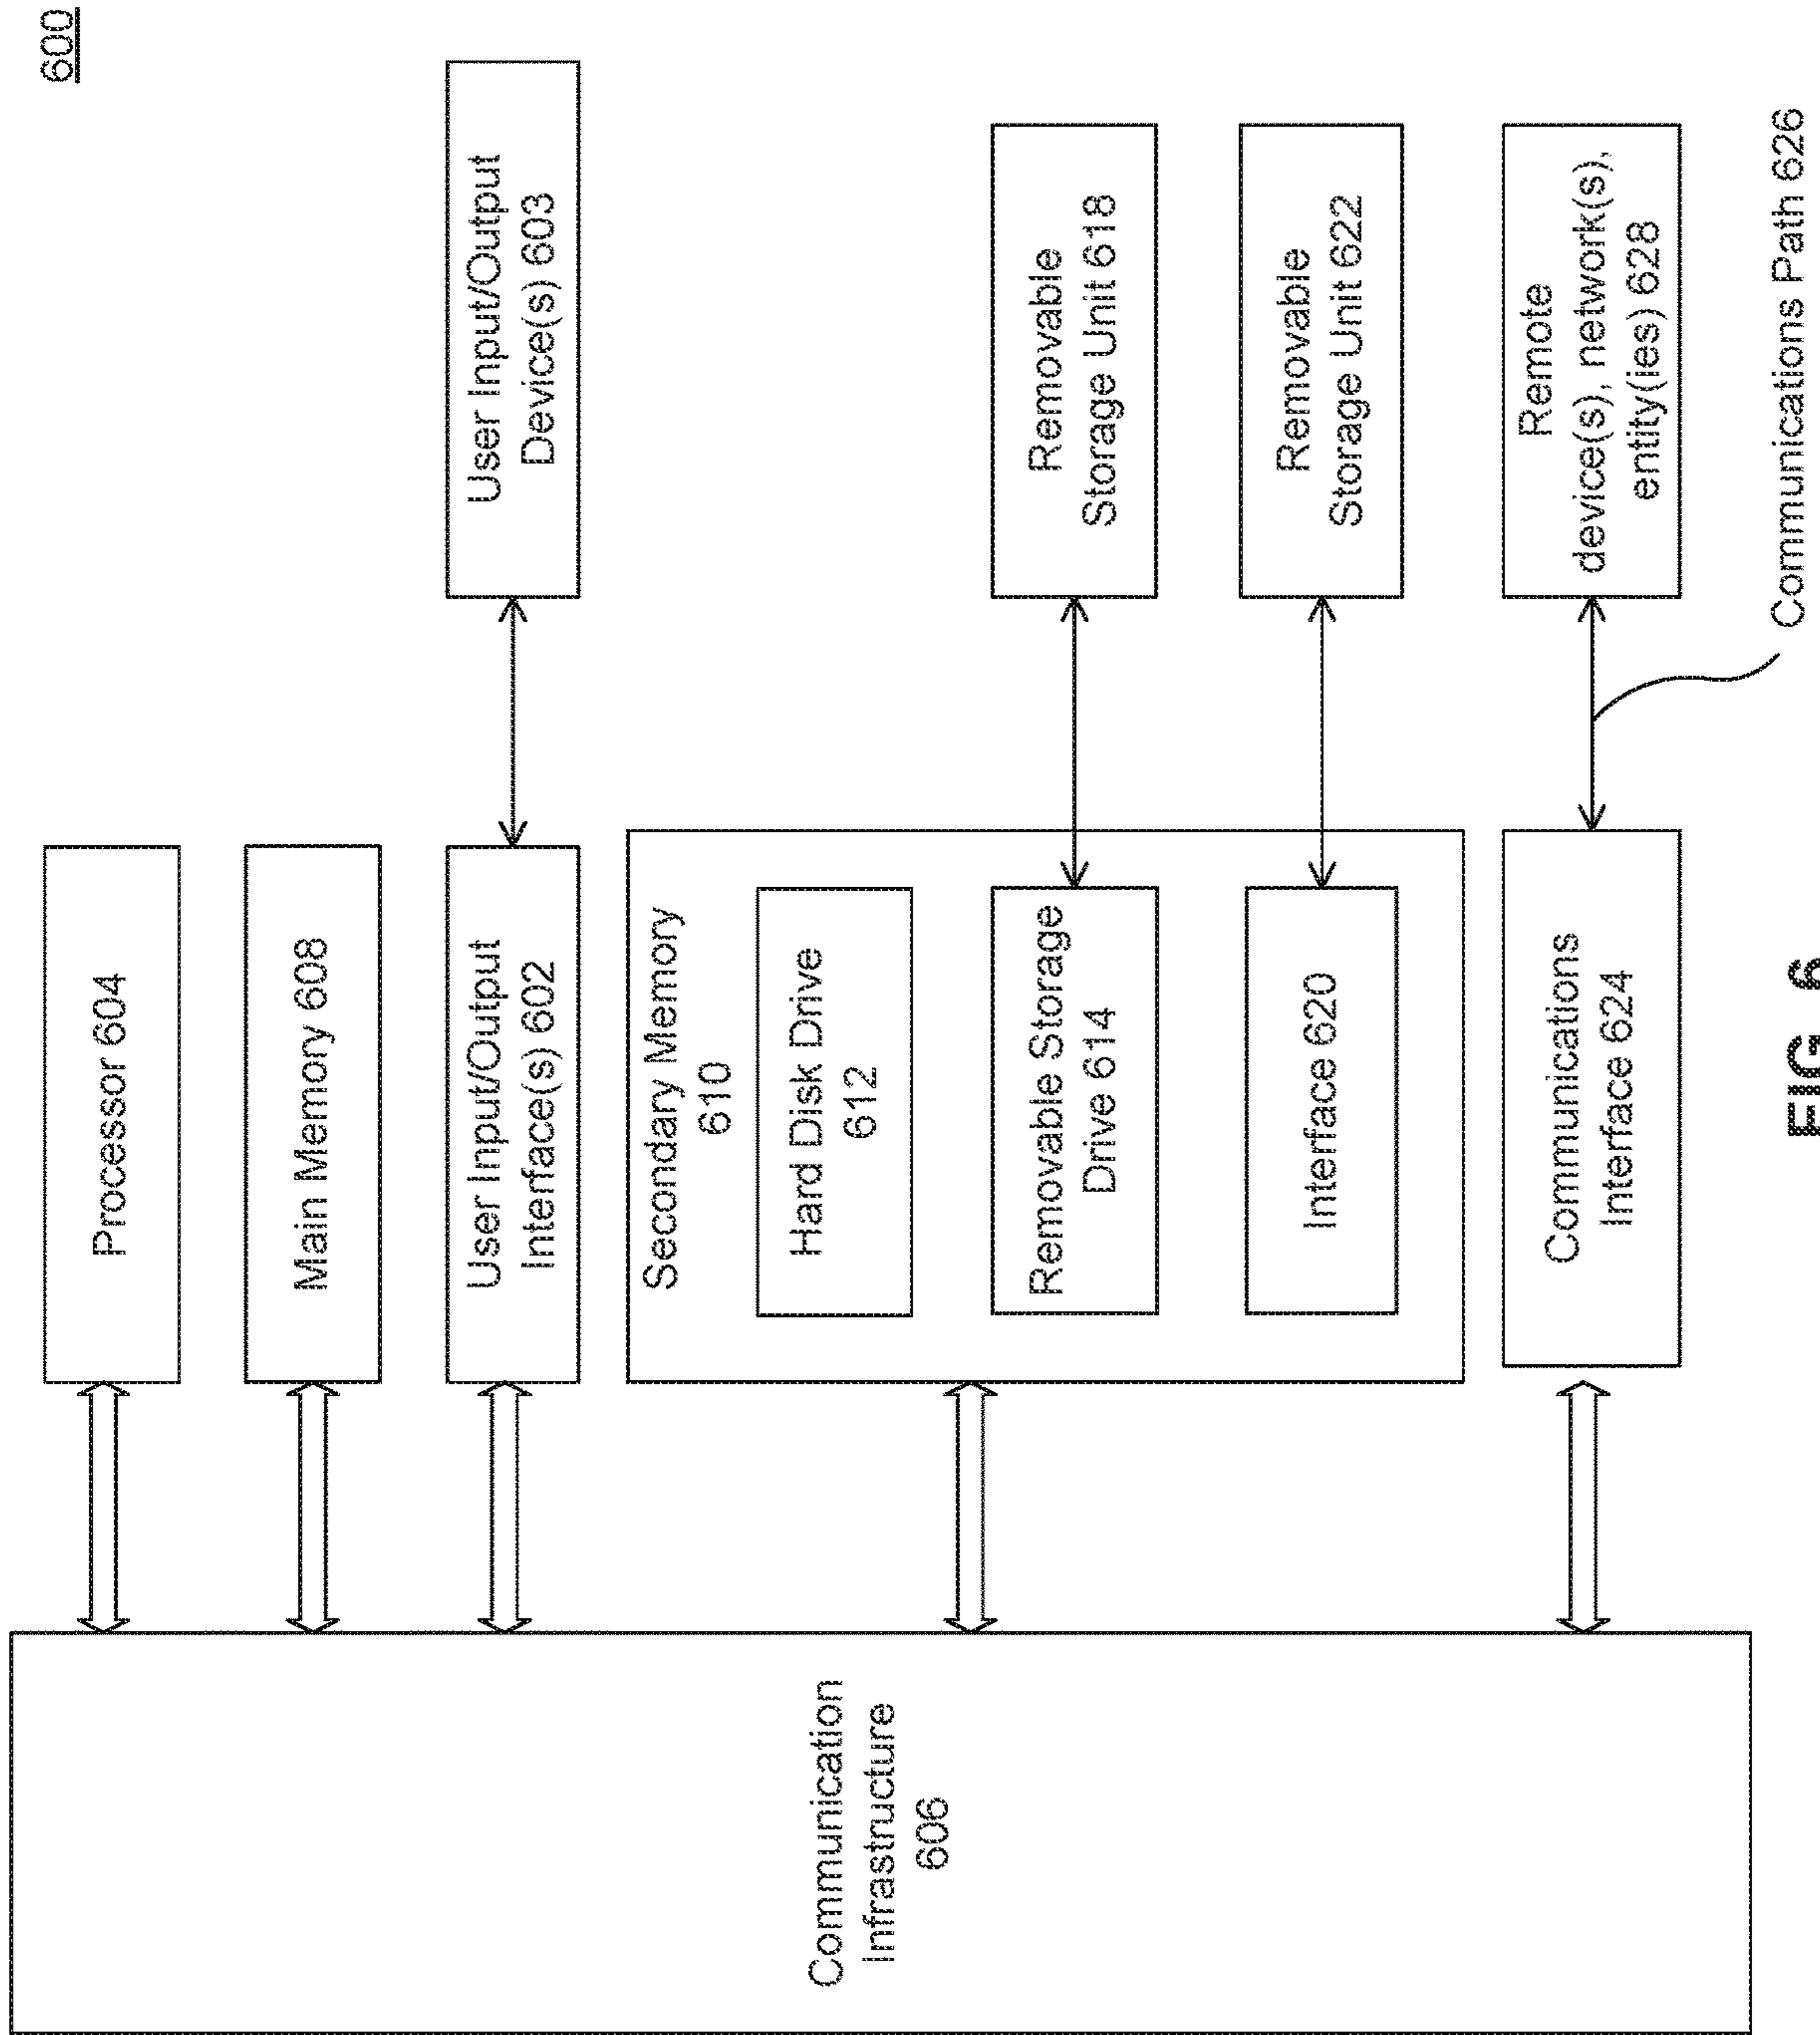 600
Processor 604
Main Memory 608
User Input/Output
Interface(s) 602
User Input/Output
Device(s) 603
Secondary Memory
610
Hard Disk Drive
612
Removable Storage
Drive 614
Removable
Storage Unit 618
Interface 620
Removable
Storage Unit 622
Communications
Interface 624
Remote
device(s), network(s),
entity(ies) 628
Communications Path 626
Communication
Infrastructure
606
FIG. 6